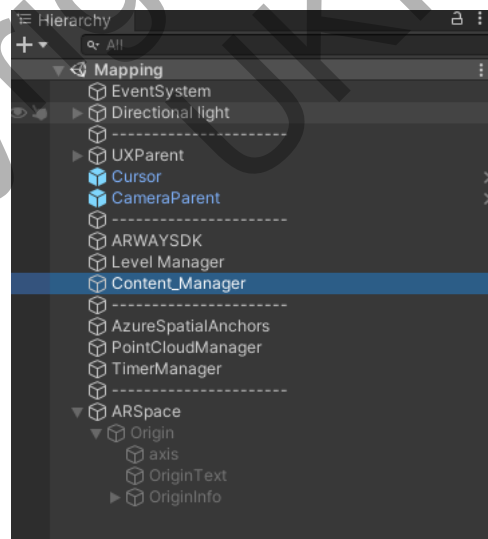 Hierarchy
All
Mapping
EventSystem
Directional light
----------------------
UXParent
Cursor
CameraParent
----------------------
ARWAYSDK
Level Manager
Content_Manager
----------------------
AzureSpatialAnchors
PointCloudManager
TimerManager
----------------------
ARSpace
Origin
axis
OriginText
OriginInfo